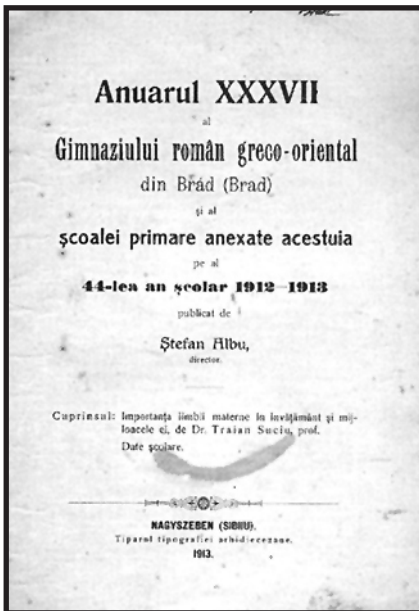 Anuarul XXXVII
al
Gimnaziului român greco-oriental
din Brád (Brad)
și al
școalei primare anexate acestuia
pe al
44-lea an școlar 1912–1913
publicat de
Ștefan Albu,
director.
Cuprinsul: Importanța limbii materne în învățământ și mij-
loacele ei, de Dr. Traian Suciu, prof.
Date școlare.
NAGYSZEBEN (SIBIIU).
Tiparul tipografiei arhidiecezane.
1913.